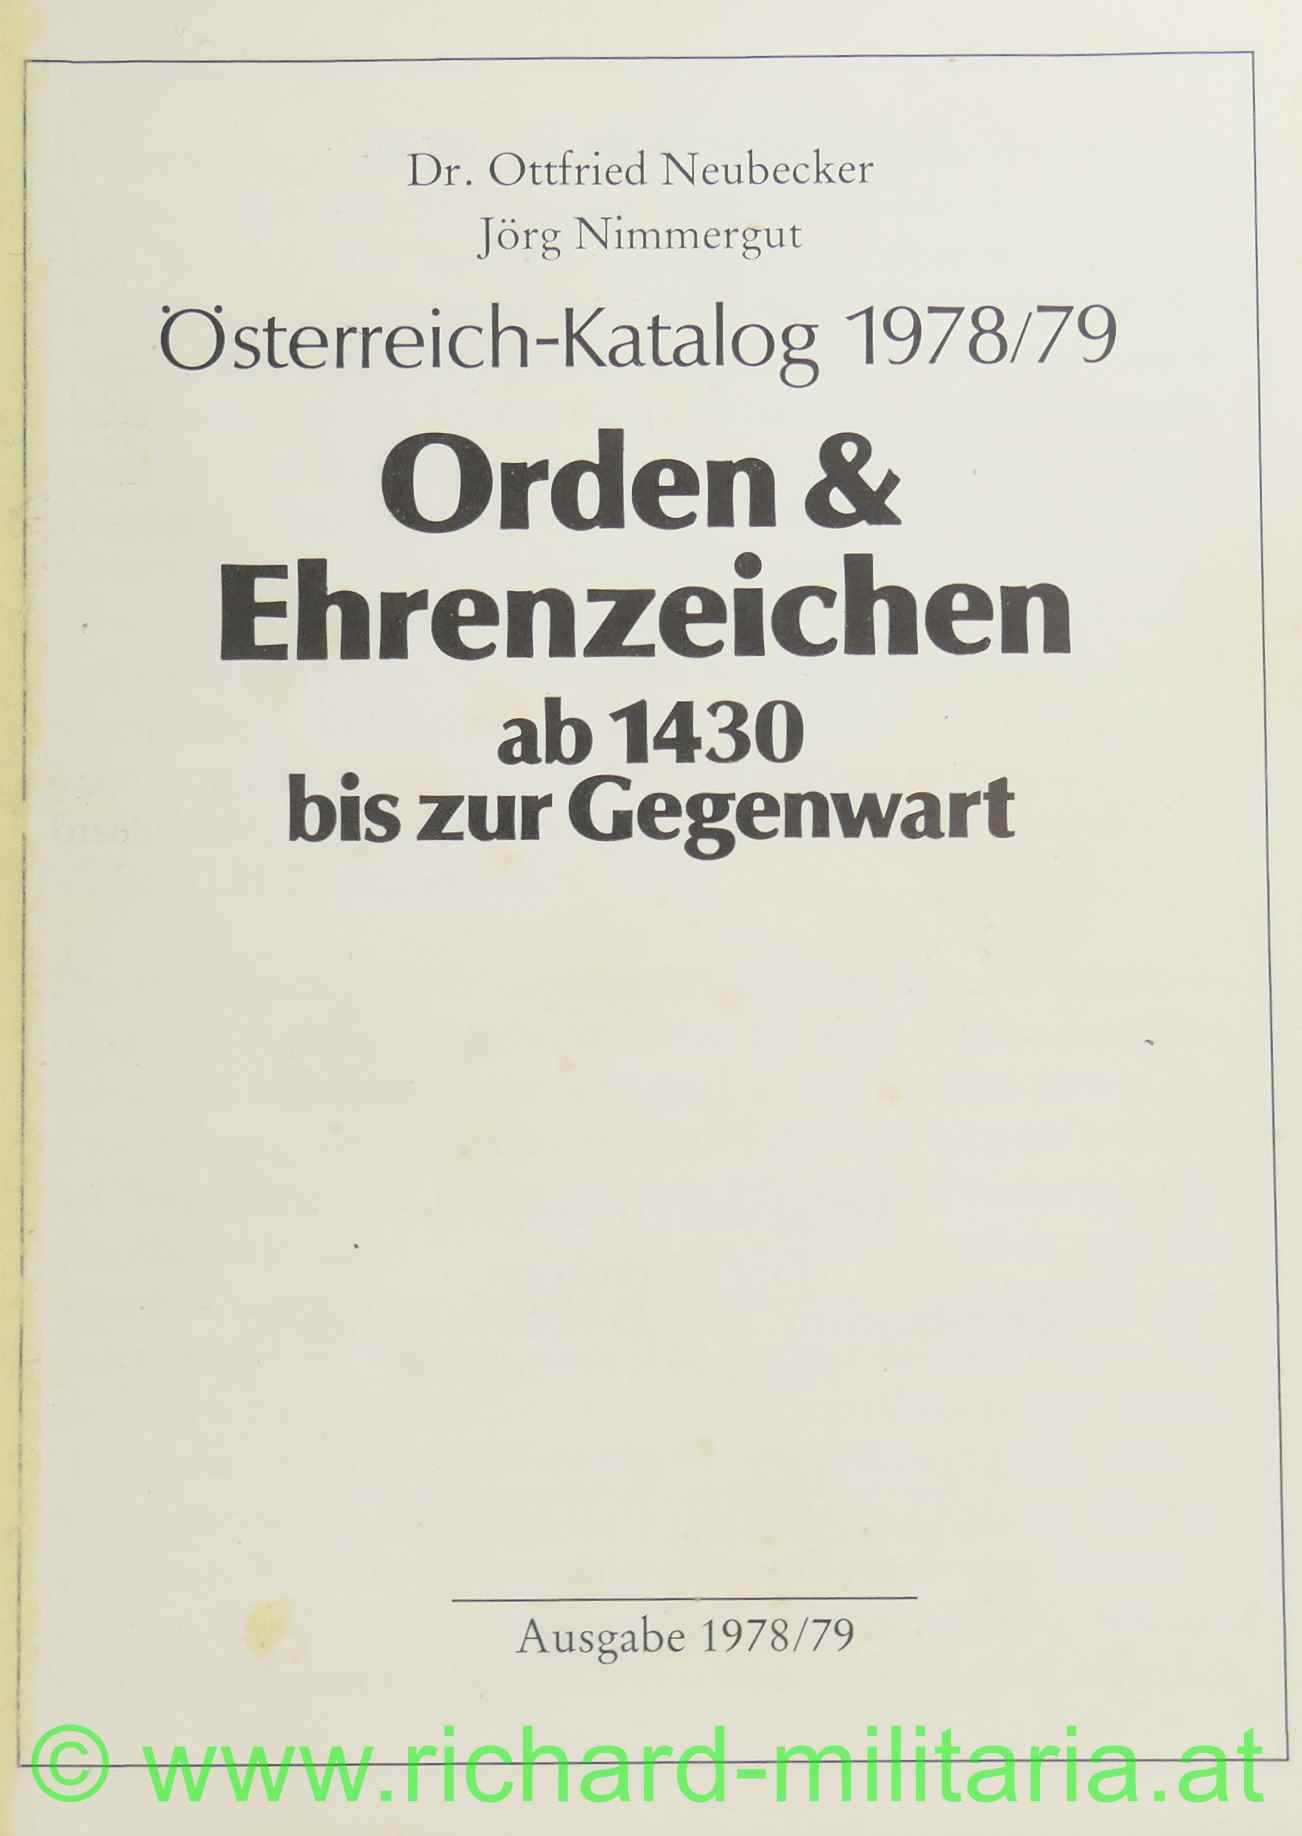 Dr. Ottfried Neubecker
Jörg Nimmergut
Österreich-Katalog 1978/79
Orden &
Ehrenzeichen
ab 1430
bis zur Gegenwart
Ausgabe 1978/79
© www.richard-militaria.at